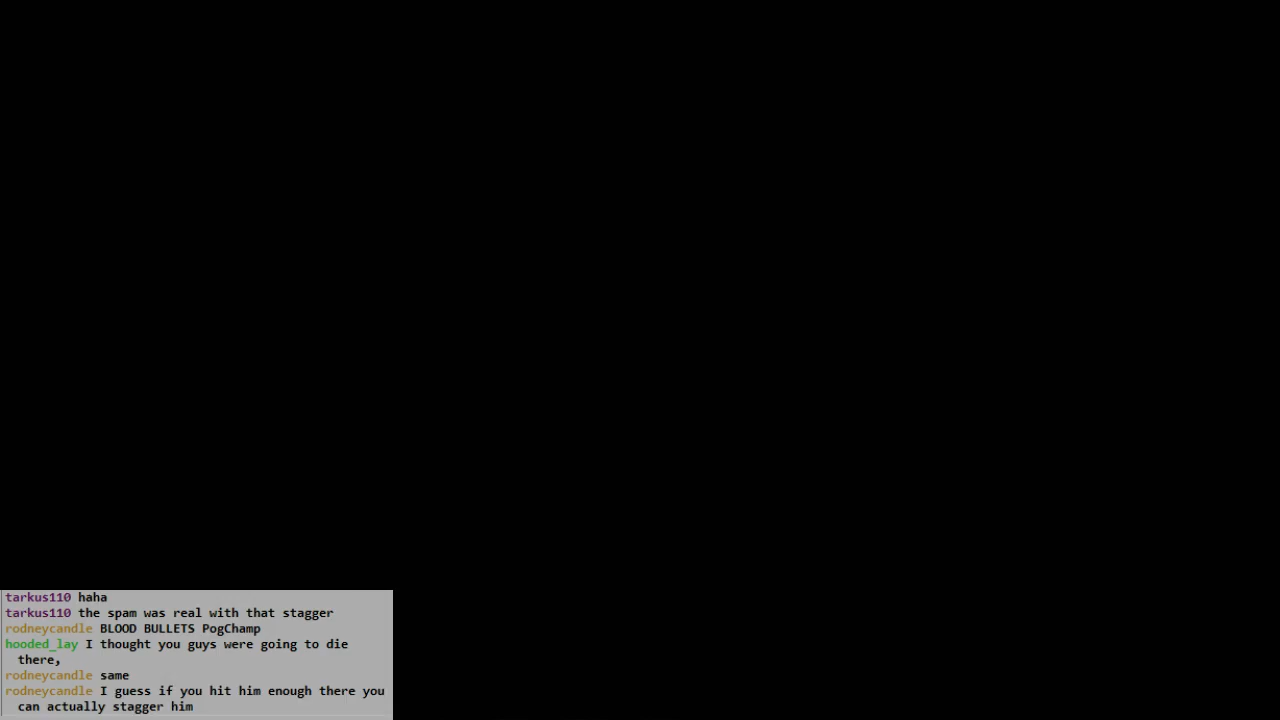 tarkus110 haha
tarkus110 the spam was real with that stagger
rodneycandle BLOOD BULLETS PogChamp
hooded_lay I thought you guys were going to die
there,
rodneycandle same
rodneycandle I guess if you hit him enough there you
can actually stagger him